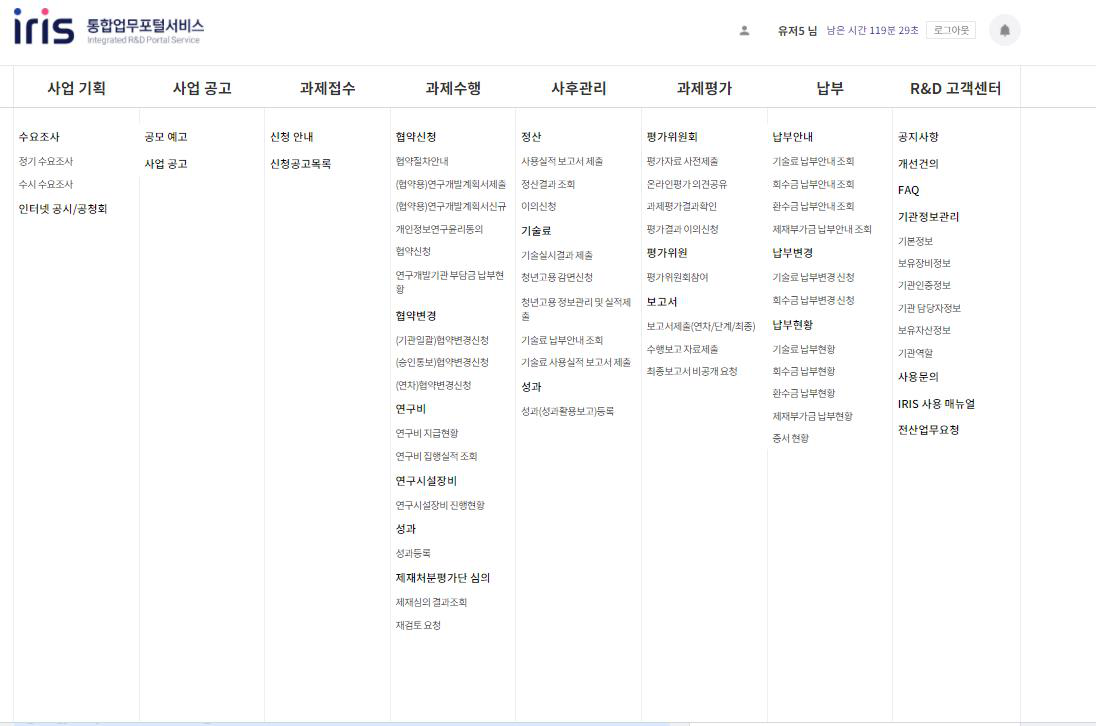 iris 통합업무포털서비스
Integrated R&D Portal Service
유저5 님 남은 시간 119분 29초 로그아웃
사업 기획 사업 공고 과제접수 과제수행 사후관리 과제평가 납부 R&D 고객센터
수요조사
정기 수요조사
수시 수요조사
인터넷 공시/공청회
공모 예고
사업 공고
신청 안내
신청공고목록
협약신청
협약절차안내
(협약용)연구개발계획서제출
(협약용)연구개발계획서신규
개인정보연구윤리동의
협약신청
연구개발기관 부담금 납부현
황
협약변경
(기관일괄)협약변경신청
(승인통보)협약변경신청
(연차)협약변경신청
연구비
연구비 지급현황
연구비 집행실적 조회
연구시설장비
연구시설장비 진행현황
성과
성과등록
제재처분평가단 심의
제재심의 결과조회
재검토 요청
정산
사용실적 보고서 제출
정산결과 조회
이의신청
기술료
기술실시결과 제출
청년고용 감면신청
청년고용 정보관리 및 실적제
출
기술료 납부안내 조회
기술료 사용실적 보고서 제출
성과
성과(성과활용보고)등록
평가위원회
평가자료 사전제출
온라인평가 의견공유
과제평가결과확인
평가결과 이의신청
평가위원
평가위원회참여
보고서
보고서제출(연차/단계/최종)
수행보고 자료제출
최종보고서 비공개 요청
납부안내
기술료 납부안내 조회
회수금 납부안내 조회
환수금 납부안내 조회
제재부가금 납부안내 조회
납부변경
기술료 납부변경 신청
회수금 납부변경 신청
납부현황
기술료 납부현황
회수금 납부현황
환수금 납부현황
제재부가금 납부현황
증서 현황
공지사항
개선건의
FAQ
기관정보관리
기본정보
보유장비정보
기관인증정보
기관 담당자정보
보유자산정보
기관역할
사용문의
IRIS 사용 매뉴얼
전산업무요청